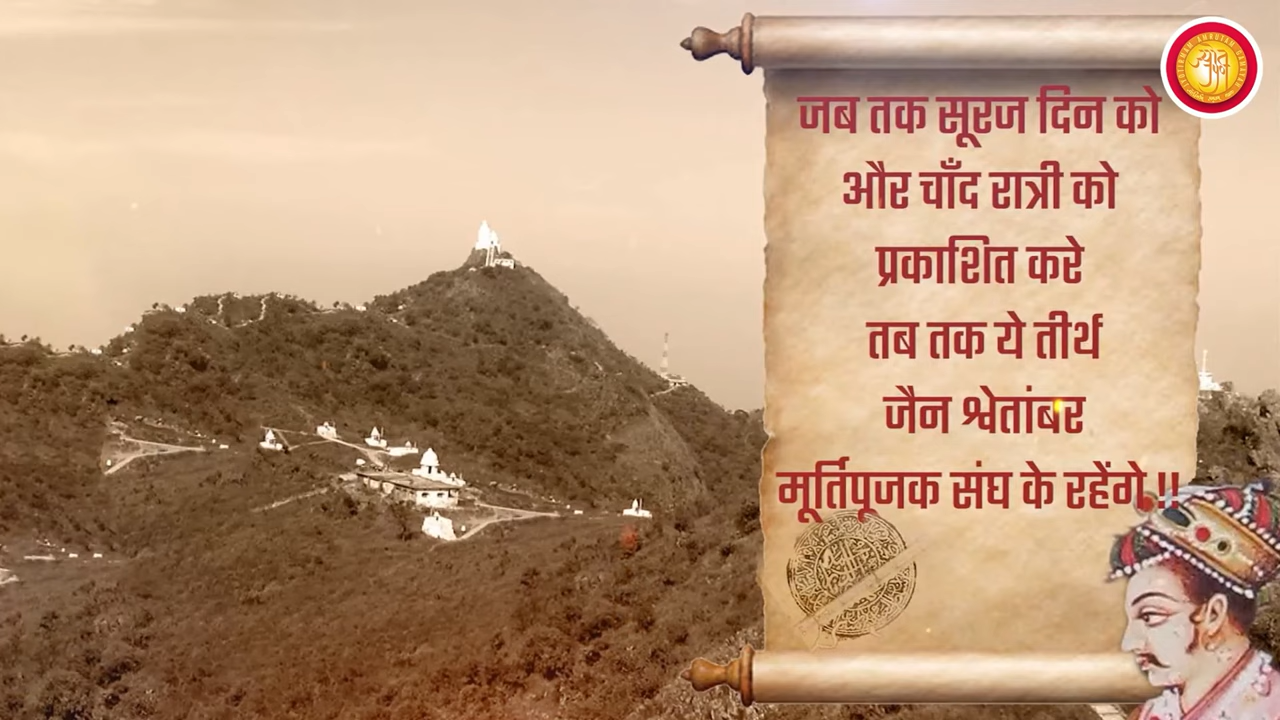 जब तक सूरज दिन को
और चाँद रात्री को
प्रकाशित करे
तब तक ये तीर्थ
जैन श्वेतांबर
मूर्तिपूजक संघ के रहेंगे !!